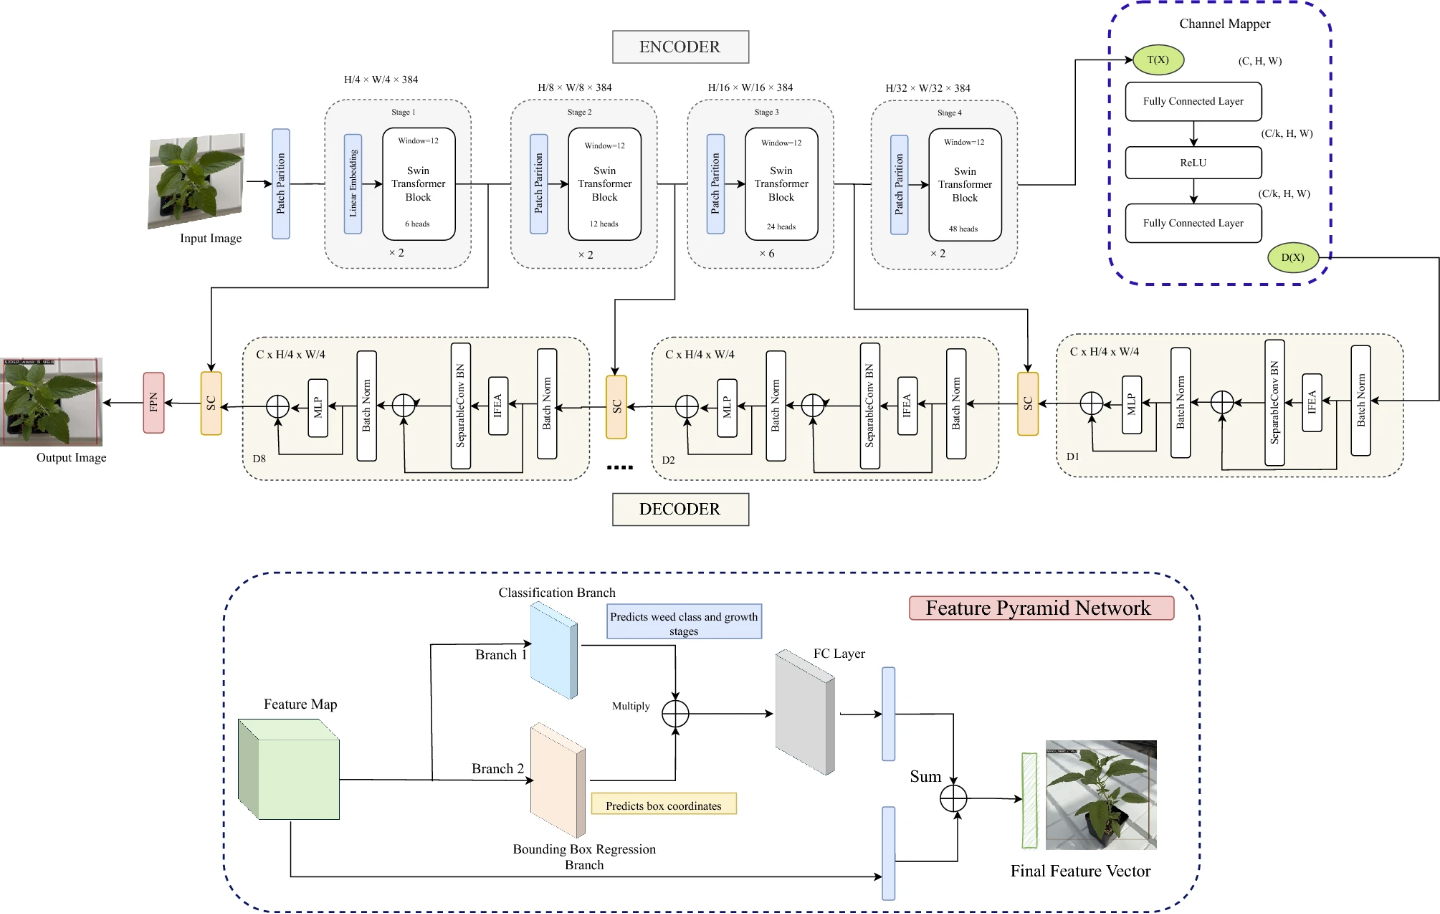 ENCODER
Channel Mapper
T(X)
(C, H, W)
Fully Connected Layer
(C/k, H, W)
ReLU
(C/k, H, W)
Fully Connected Layer
D(X)
H/4 × W/4 × 384
H/8 × W/8 × 384
H/16 × W/16 × 384
H/32 × W/32 × 384
Input Image
Patch Parition
Stage 1
Linear Embedding
Window=12
Swin
Transformer
Block
6 heads
× 2
Stage 2
Patch Parition
Window=12
Swin
Transformer
Block
12 heads
× 2
Stage 3
Patch Parition
Window=12
Swin
Transformer
Block
24 heads
× 6
Stage 4
Patch Parition
Window=12
Swin
Transformer
Block
48 heads
× 2
Output Image
FPN
SC
C x H/4 x W/4
MLP
Batch Norm
SeparableConv BN
IFEA
Batch Norm
D8
SC
....
C x H/4 x W/4
MLP
Batch Norm
SeparableConv BN
IFEA
Batch Norm
D2
SC
C x H/4 x W/4
MLP
Batch Norm
SeparableConv BN
IFEA
Batch Norm
D1
DECODER
Feature Pyramid Network
Classification Branch
Predicts weed class and growth
stages
Branch 1
FC Layer
Feature Map
Multiply
Branch 2
Sum
Predicts box coordinates
Bounding Box Regression
Branch
Final Feature Vector